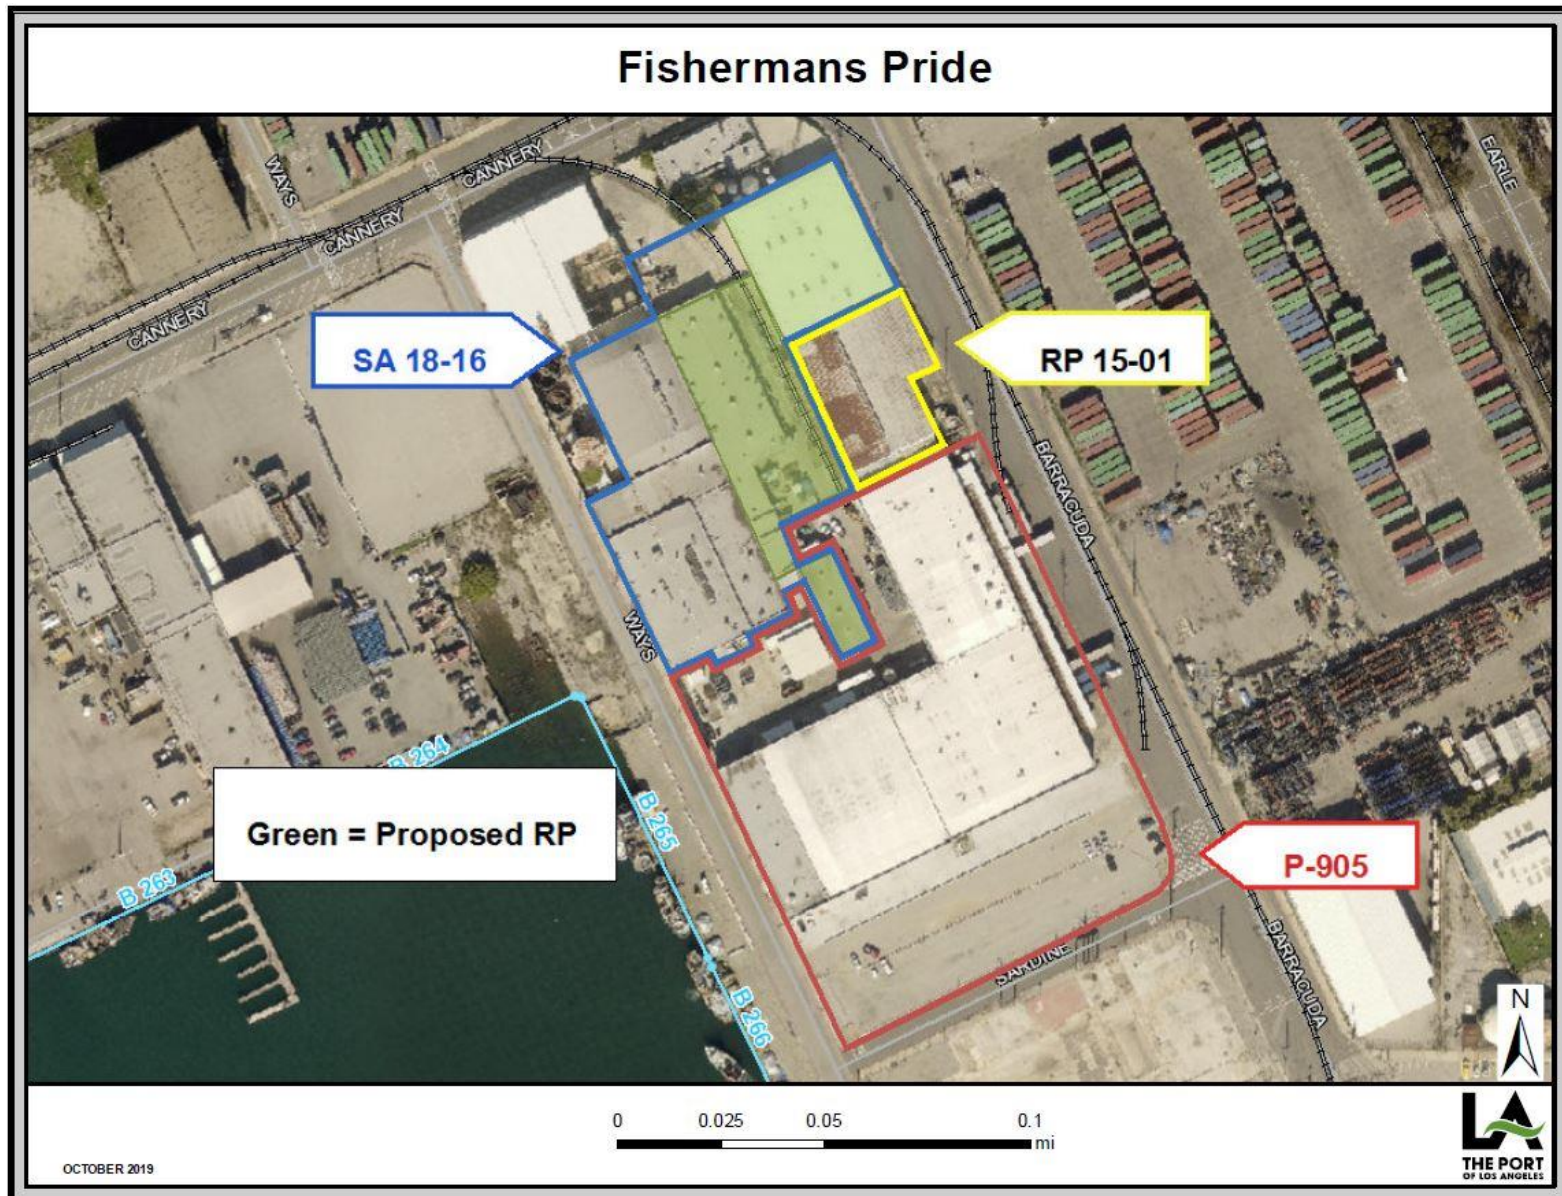 Fishermans Pride
WAYS
CANNERY
CANNERY
CANNERY
EARLE
SA 18-16
RP 15-01
BARRACUDA
WAYS
B 264
B 265
Green = Proposed RP
B 263
P-905
SARDINE
BARRACUDA
B 266
N
0 0.025 0.05 0.1
mi
OCTOBER 2019
LA
THE PORT
OF LOS ANGELES